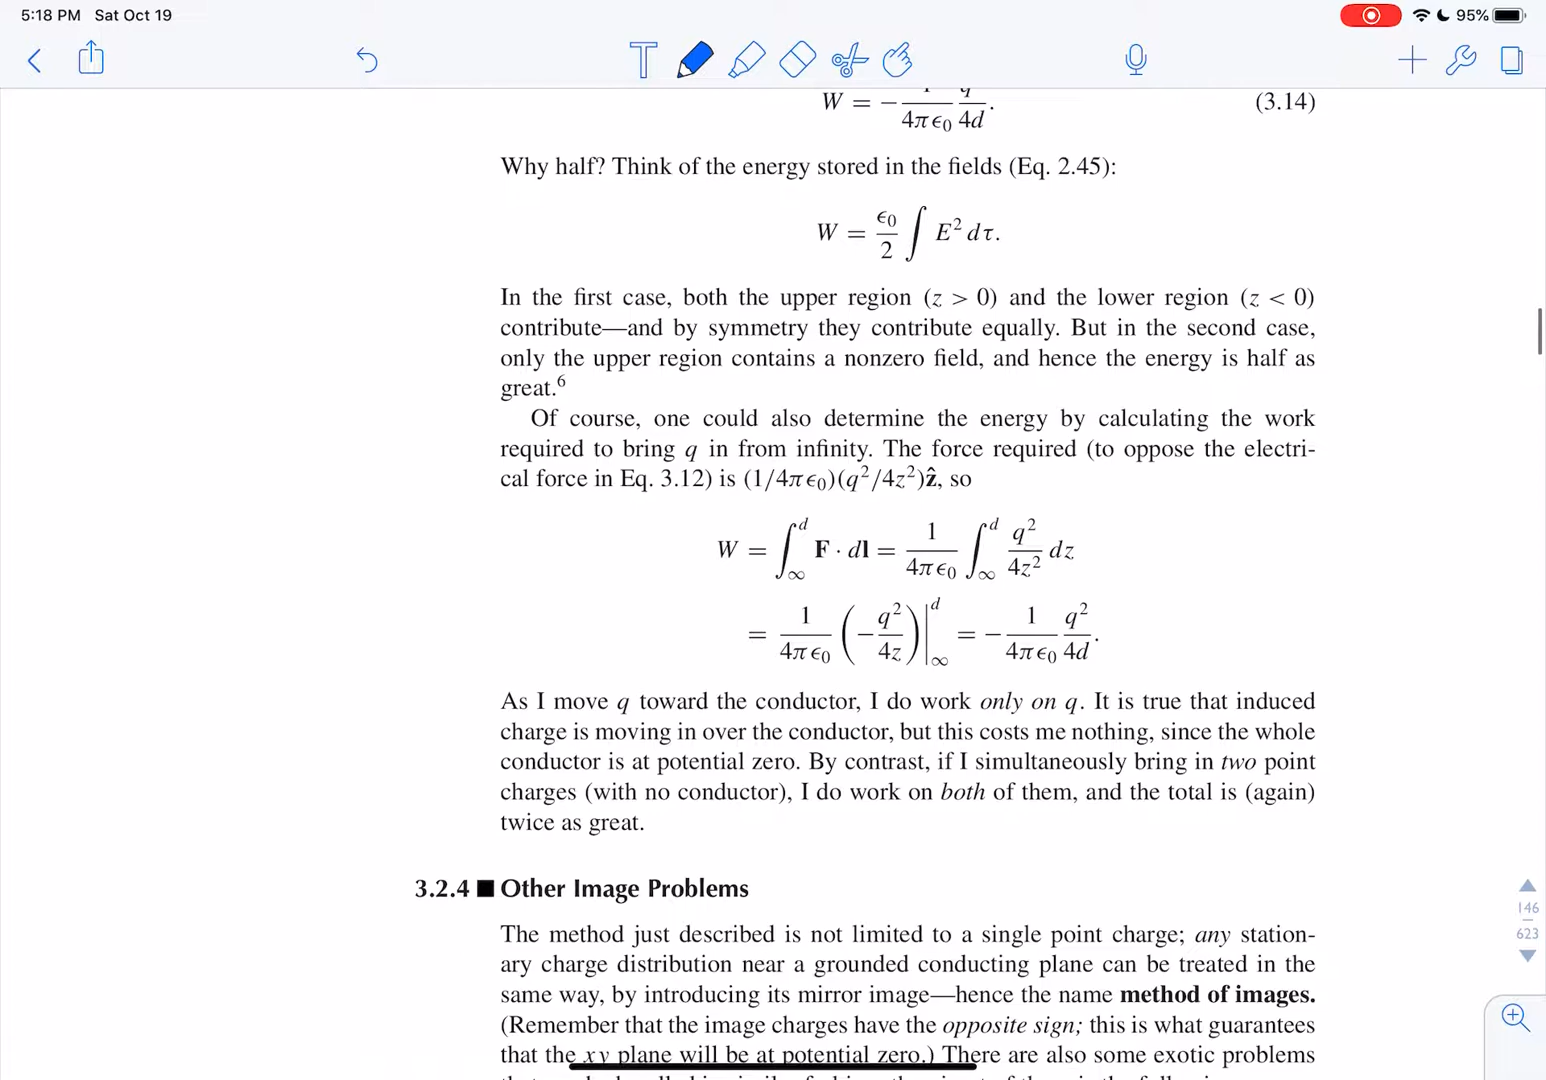 5:18 PM Sat Oct 19
95%
T
W = − 4πϵ₀ 4d . (3.14)
Why half? Think of the energy stored in the fields (Eq. 2.45):
W = ϵ₀/2 ∫ E² dτ.
In the first case, both the upper region (z > 0) and the lower region (z < 0)
contribute—and by symmetry they contribute equally. But in the second case,
only the upper region contains a nonzero field, and hence the energy is half as
great.⁶
Of course, one could also determine the energy by calculating the work
required to bring q in from infinity. The force required (to oppose the electri-
cal force in Eq. 3.12) is (1/4πϵ₀)(q²/4z²)ẑ, so
W = ∫_∞^d F · dl = 1/4πϵ₀ ∫_∞^d q²/4z² dz
= 1/4πϵ₀ (−q²/4z)|_∞^d = − 1/4πϵ₀ q²/4d.
As I move q toward the conductor, I do work only on q. It is true that induced
charge is moving in over the conductor, but this costs me nothing, since the whole
conductor is at potential zero. By contrast, if I simultaneously bring in two point
charges (with no conductor), I do work on both of them, and the total is (again)
twice as great.
3.2.4 ■ Other Image Problems
The method just described is not limited to a single point charge; any station-
ary charge distribution near a grounded conducting plane can be treated in the
same way, by introducing its mirror image—hence the name method of images.
(Remember that the image charges have the opposite sign; this is what guarantees
that the xy plane will be at potential zero.) There are also some exotic problems
146
623